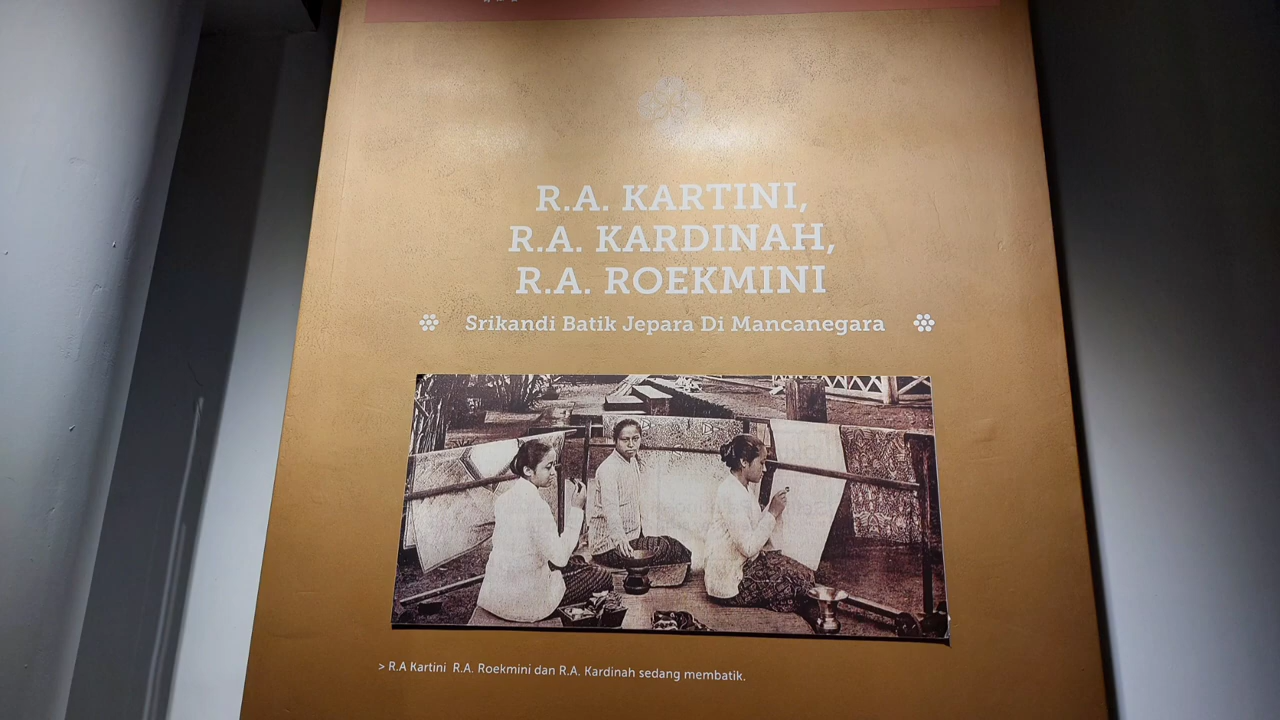 R.A. KARTINI,
R.A. KARDINAH,
R.A. ROEKMINI
Srikandi Batik Jepara Di Mancanegara
> R.A Kartini R.A. Roekmini dan R.A. Kardinah sedang membatik.